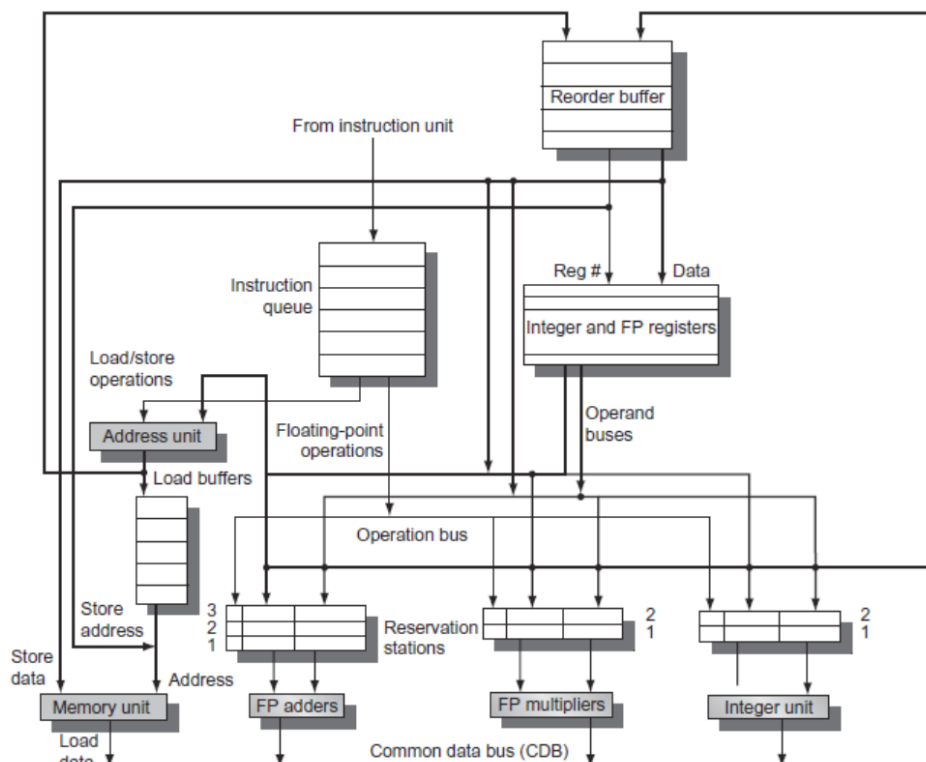 Reorder buffer
From instruction unit
Reg #
Data
Instruction
queue
Integer and FP registers
Load/store
operations
Operand
buses
Address unit
Floating-point
operations
Load buffers
Operation bus
Store
address
3
2
1
Reservation
stations
2
1
2
1
Store
data
Address
Memory unit
FP adders
FP multipliers
Integer unit
Load
data
Common data bus (CDB)